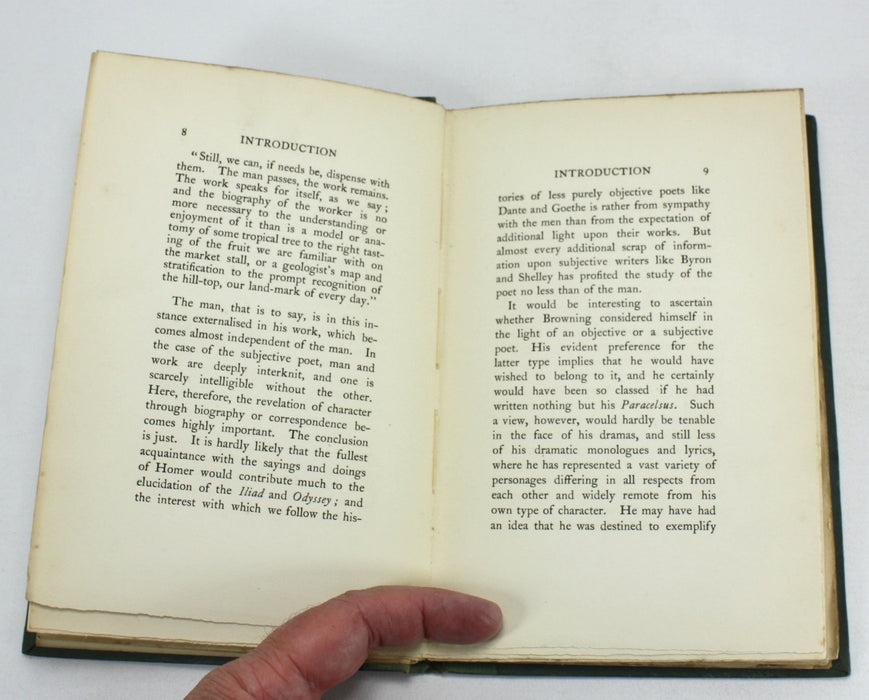 8
INTRODUCTION
“Still, we can, if needs be, dispense with
them. The man passes, the work remains.
The work speaks for itself, as we say;
and the biography of the worker is no
more necessary to the understanding or
enjoyment of it than is a model or ana-
tomy of some tropical tree to the right tast-
ing of the fruit we are familiar with on
the market stall, or a geologist's map and
stratification to the prompt recognition of
the hill-top, our land-mark of every day.”
The man, that is to say, is in this in-
stance externalised in his work, which be-
comes almost independent of the man. In
the case of the subjective poet, man and
work are deeply interknit, and one is
scarcely intelligible without the other.
Here, therefore, the revelation of character
through biography or correspondence be-
comes highly important. The conclusion
is just. It is hardly likely that the fullest
acquaintance with the sayings and doings
of Homer would contribute much to the
elucidation of the Iliad and Odyssey; and
the interest with which we follow the his-
INTRODUCTION
9
tories of less purely objective poets like
Dante and Goethe is rather from sympathy
with the men than from the expectation of
additional light upon their works. But
almost every additional scrap of inform-
ation upon subjective writers like Byron
and Shelley has profited the study of the
poet no less than of the man.
It would be interesting to ascertain
whether Browning considered himself in
the light of an objective or a subjective
poet. His evident preference for the
latter type implies that he would have
wished to belong to it, and he certainly
would have been so classed if he had
written nothing but his Paracelsus. Such
a view, however, would hardly be tenable
in the face of his dramas, and still less
of his dramatic monologues and lyrics,
where he has represented a vast variety of
personages differing in all respects from
each other and widely remote from his
own type of character. He may have had
an idea that he was destined to exemplify